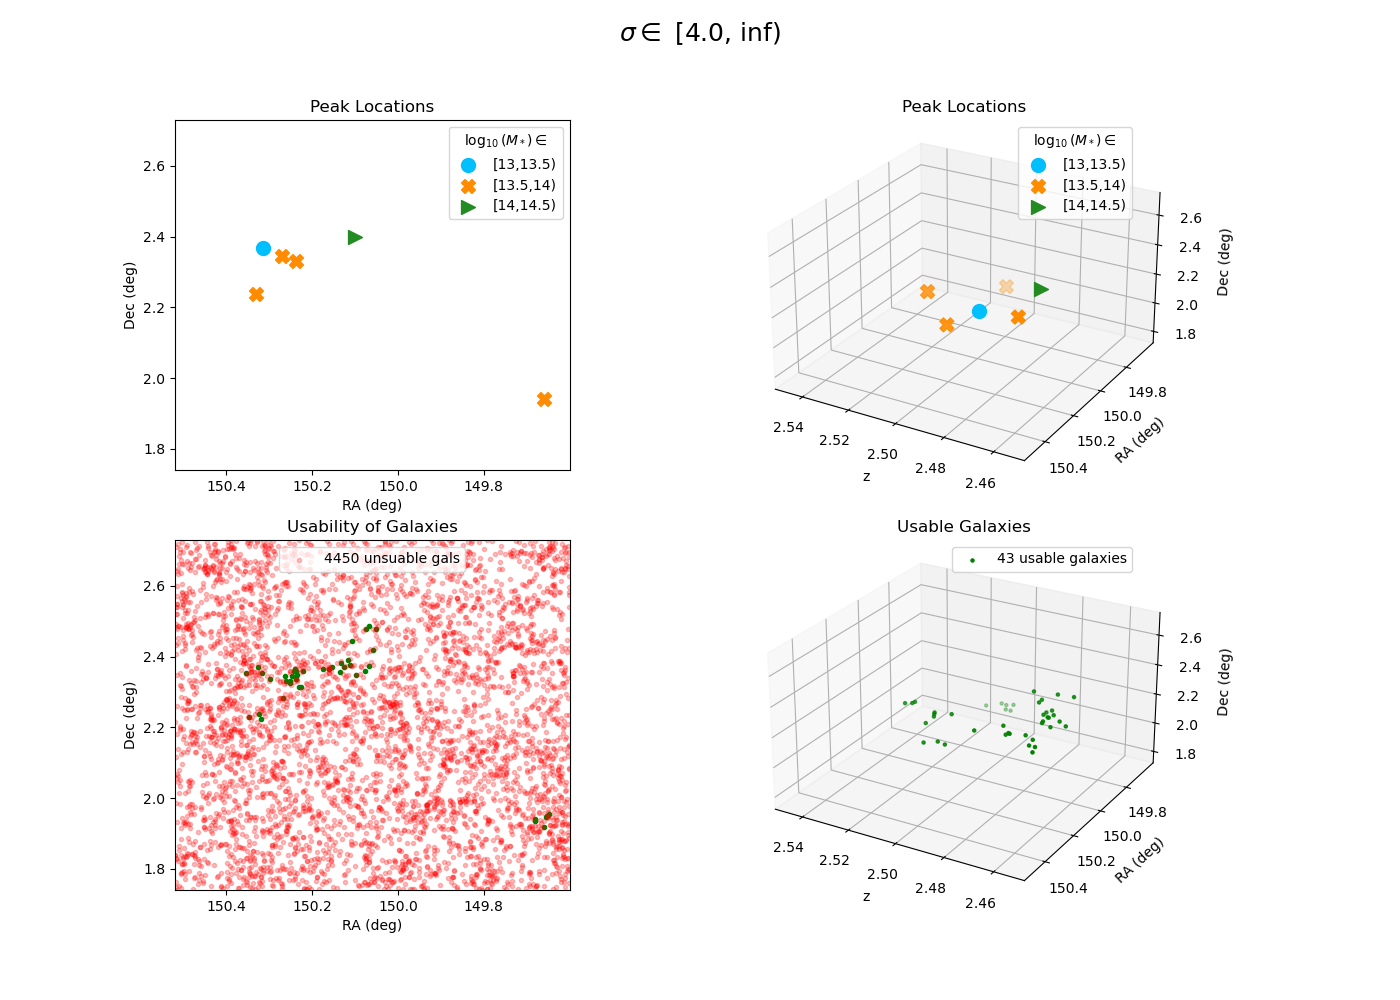 σ ∈ [4.0, inf)
Peak Locations
log₁₀(M*) ∈
[13,13.5)
[13.5,14)
[14,14.5)
2.6
2.4
2.2
2.0
1.8
Dec (deg)
150.4 150.2 150.0 149.8
RA (deg)
Peak Locations
log₁₀(M*) ∈
[13,13.5)
[13.5,14)
[14,14.5)
2.6
2.4
2.2
2.0
1.8
Dec (deg)
149.8
150.0
150.2
150.4
RA (deg)
2.54
2.52
2.50
2.48
2.46
z
Usability of Galaxies
4450 unsuable gals
2.6
2.4
2.2
2.0
1.8
Dec (deg)
150.4 150.2 150.0 149.8
RA (deg)
Usable Galaxies
43 usable galaxies
2.6
2.4
2.2
2.0
1.8
Dec (deg)
149.8
150.0
150.2
150.4
RA (deg)
2.54
2.52
2.50
2.48
2.46
z